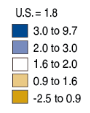 U.S. = 1.8
3.0 to 9.7
2.0 to 3.0
1.6 to 2.0
0.9 to 1.6
-2.5 to 0.9